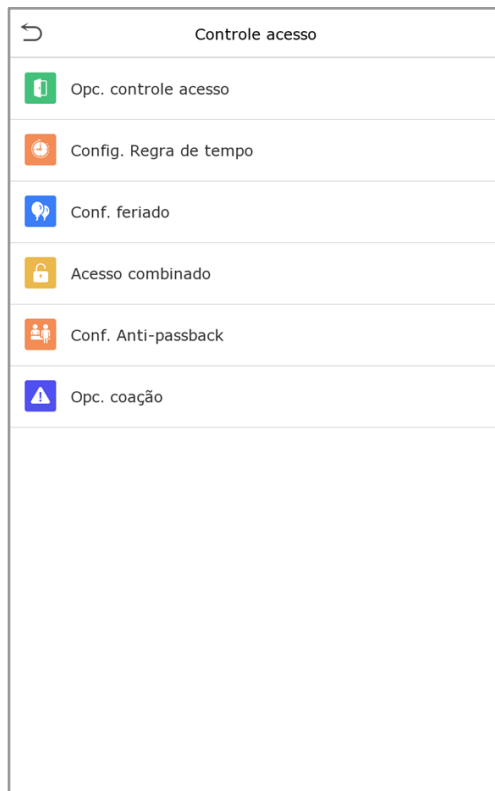 Controle acesso
Opc. controle acesso
Config. Regra de tempo
Conf. feriado
Acesso combinado
Conf. Anti-passback
Opc. coação